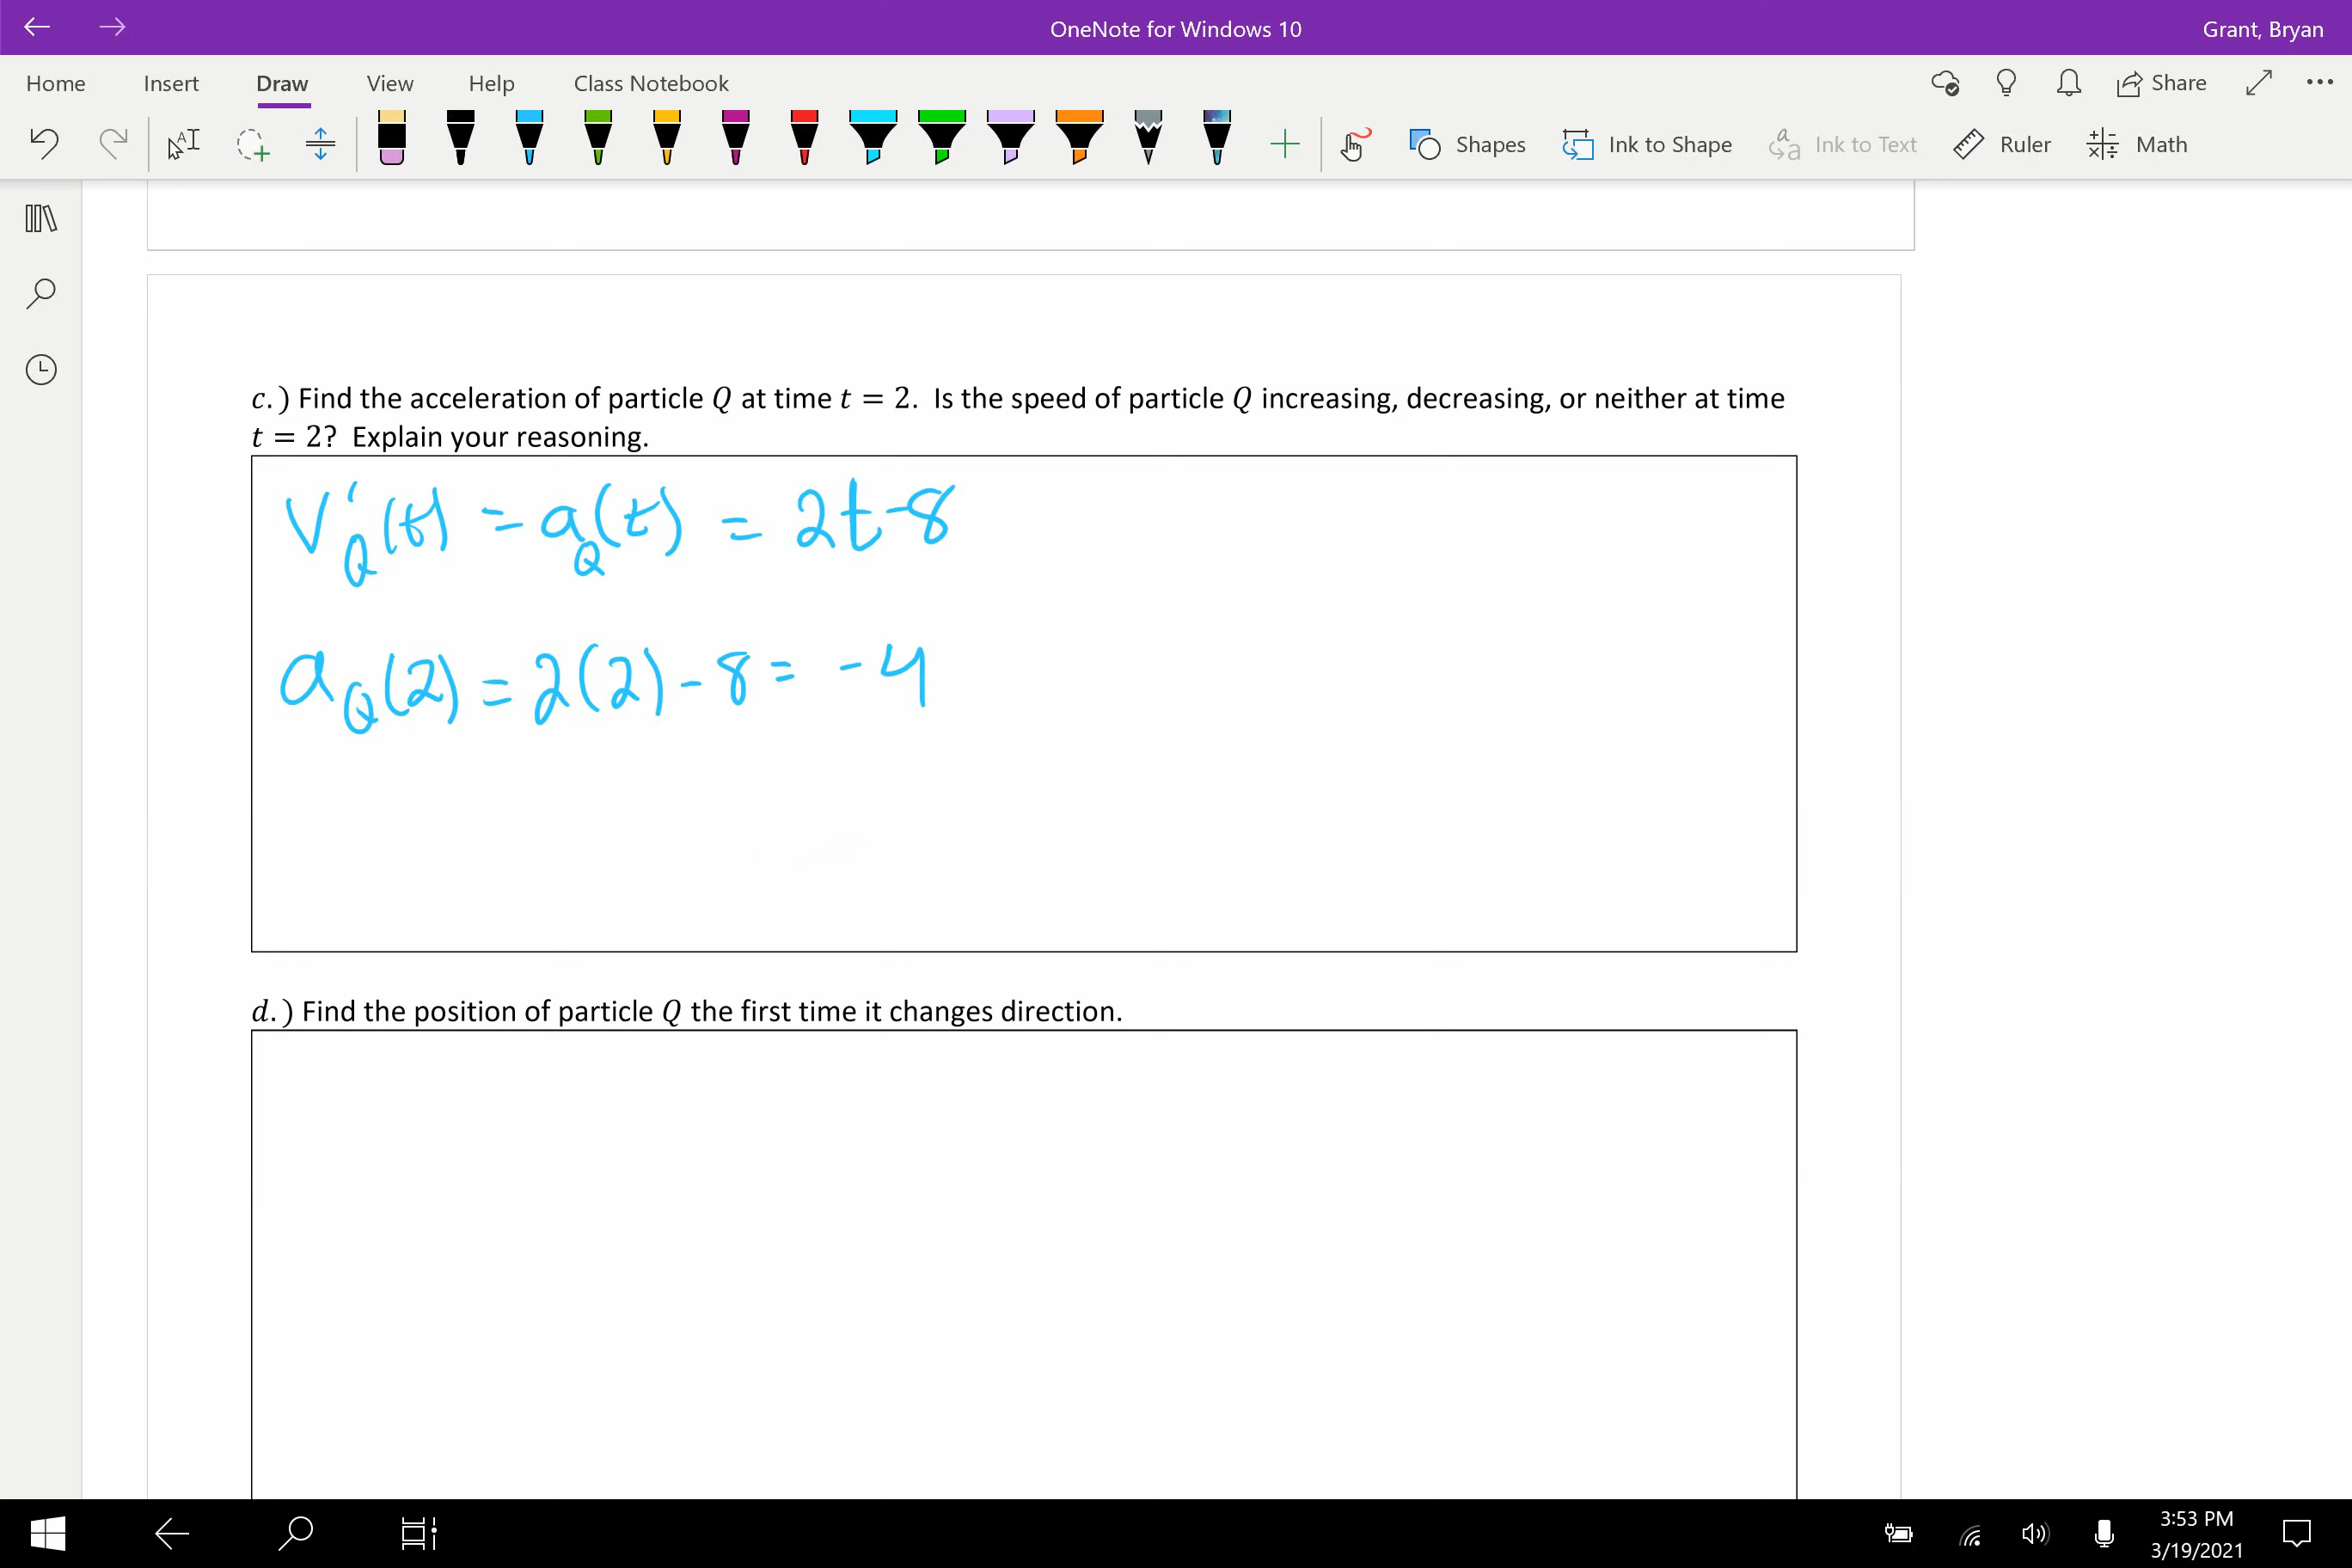 OneNote for Windows 10
Grant, Bryan
Home Insert Draw View Help Class Notebook
Share
Shapes Ink to Shape Ink to Text Ruler Math
c.) Find the acceleration of particle Q at time t = 2. Is the speed of particle Q increasing, decreasing, or neither at time
t = 2? Explain your reasoning.
V'_Q(t) = a_Q(t) = 2t-8
a_Q(2) = 2(2)-8 = -4
d.) Find the position of particle Q the first time it changes direction.
3:53 PM
3/19/2021